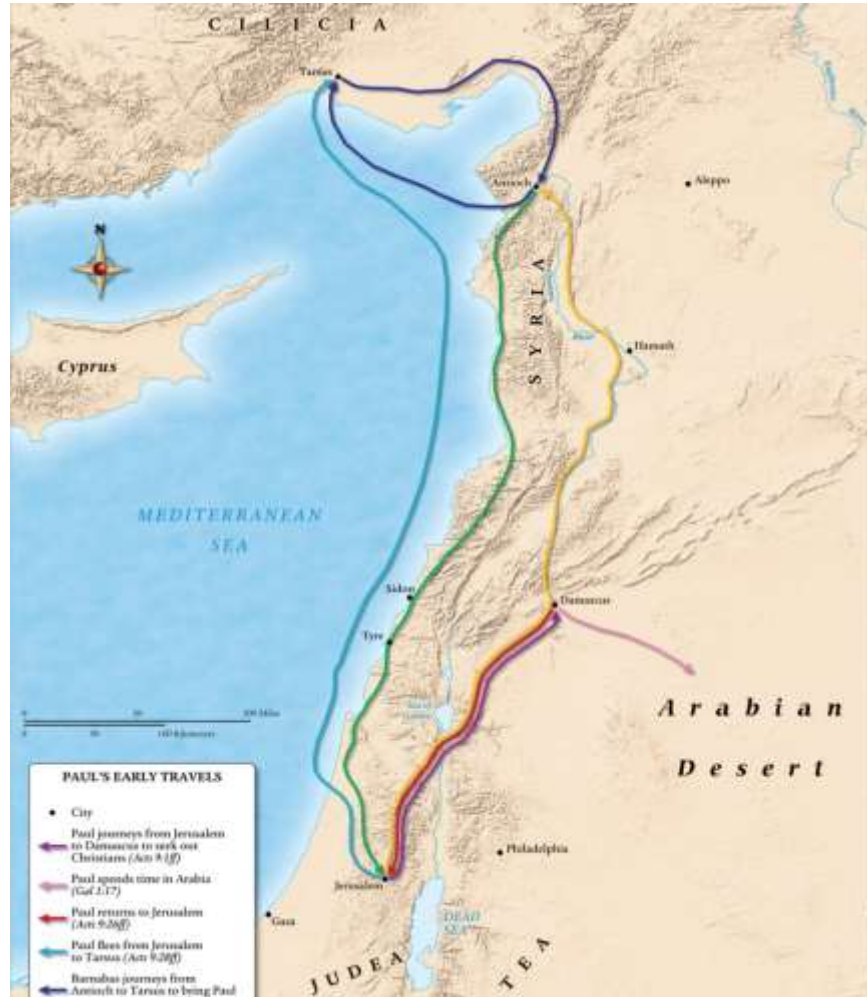 CILICIA
Tarsus
Antioch
Aleppo
N
SYRIA
Hamath
Cyprus
MEDITERRANEAN
SEA
Sidon
Damascus
Tyre
Arabian
Desert
100 Miles
PAUL'S EARLY TRAVELS
City
Paul journeys from Jerusalem
to Damascus to seek out
Christians (Acts 9:1ff)
Paul spends time in Arabia
(Gal 1:17)
Paul returns to Jerusalem
(Acts 9:26ff)
Paul flees from Jerusalem
to Tarsus (Acts 9:28ff)
Barnabas journeys from
Antioch to Tarsus to bring Paul
Jerusalem
Philadelphia
Gaza
DEAD
SEA
JUDEA
TEA